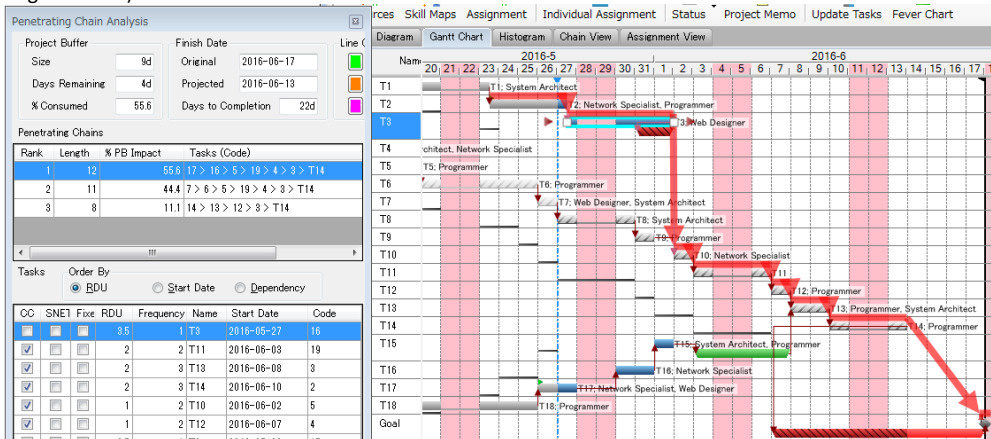 Penetrating Chain Analysis
Project Buffer
Finish Date
Line
Size
9d
Original
2016-06-17
Days Remaining
4d
Projected
2016-06-13
% Consumed
55.6
Days to Completion
22d
Penetrating Chains
Rank Length % PB Impact Tasks (Code)
1 12 55.6 17 > 16 > 5 > 19 > 4 > 3 > T14
2 11 44.4 7 > 6 > 5 > 19 > 4 > 3 > T14
3 8 11.1 14 > 13 > 12 > 3 > T14
Tasks
Order By
RDU
Start Date
Dependency
CC SNET Fixe RDU Frequency Name Start Date Code
3.5 1 T3 2016-05-27 16
2 2 T11 2016-06-03 19
2 3 T13 2016-06-08 3
2 3 T14 2016-06-10 2
1 2 T10 2016-06-02 5
1 2 T12 2016-06-07 4
rces Skill Maps Assignment Individual Assignment Status Project Memo Update Tasks Fever Chart
Diagram Gantt Chart Histogram Chain View Assignment View
Nam
2016-5
2016-6
20 21 22 23 24 25 26 27 28 29 30 31 1 2 3 4 5 6 7 8 9 10 11 12 13 14 15 16 17
T1
T1; System Architect
T2
T2; Network Specialist, Programmer
T3
T3; Web Designer
T4
chitect, Network Specialist
T5
T5; Programmer
T6
T6; Programmer
T7
T7; Web Designer, System Architect
T8
T8; System Architect
T9
T9; Programmer
T10
T10; Network Specialist
T11
T11
T12
T12; Programmer
T13
T13; Programmer, System Architect
T14
T14; Programmer
T15
T15; System Architect, Programmer
T16
T16; Network Specialist
T17
T17; Network Specialist, Web Designer
T18
T18; Programmer
Goal